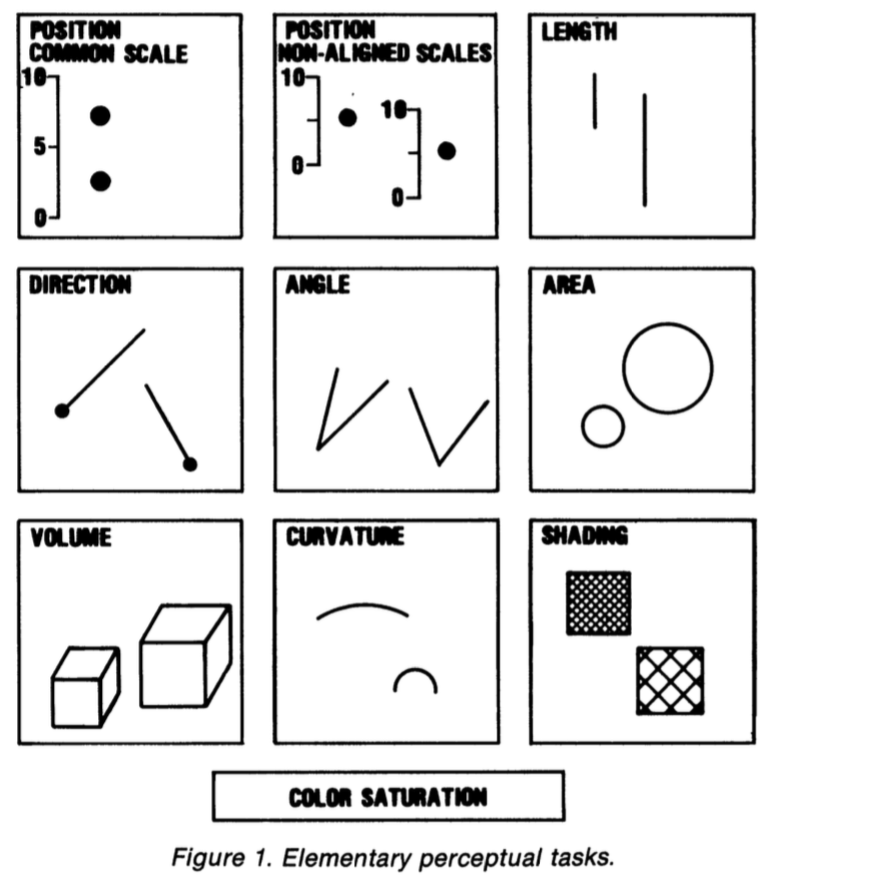 POSITION
COMMON SCALE
10
5
0
POSITION
NON-ALIGNED SCALES
10
0
10
0
LENGTH
DIRECTION
ANGLE
AREA
VOLUME
CURVATURE
SHADING
COLOR SATURATION
Figure 1. Elementary perceptual tasks.